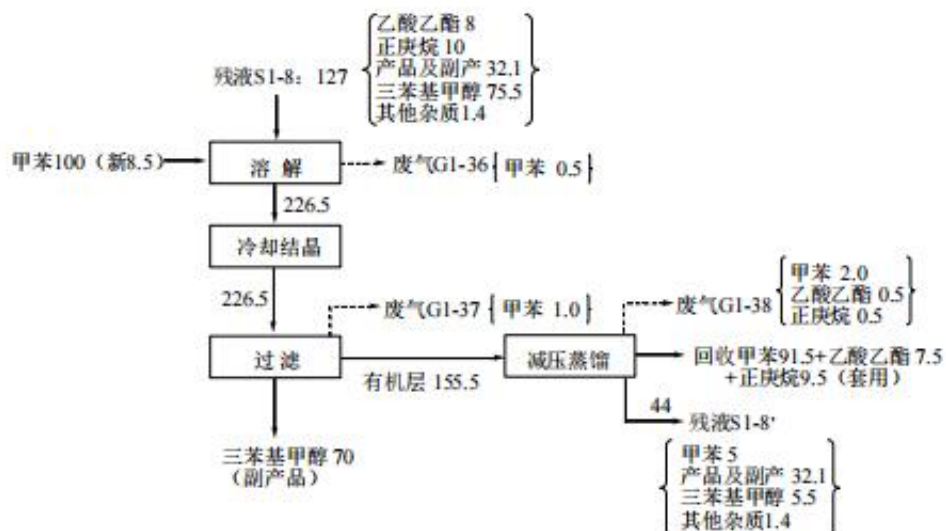 乙酸乙酯 8
正庚烷 10
产品及副产 32.1
三苯基甲醇 75.5
其他杂质1.4
残液S1-8：127
甲苯100（新8.5）
溶 解
废气G1-36
甲苯 0.5
226.5
冷却结晶
226.5
废气G1-37
甲苯 1.0
废气G1-38
甲苯 2.0
乙酸乙酯 0.5
正庚烷 0.5
过 滤
有机层 155.5
减压蒸馏
回收甲苯91.5+乙酸乙酯 7.5
+正庚烷9.5（套用）
44
残液S1-8'
三苯基甲醇 70
（副产品）
甲苯 5
产品及副产 32.1
三苯基甲醇 5.5
其他杂质1.4